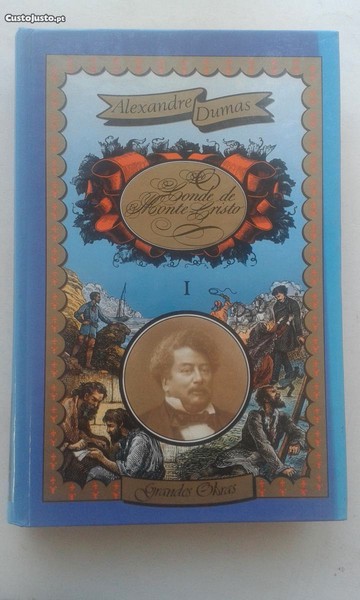 CustoJusto.pt
Alexandre
Dumas
O
Conde de
Monte Cristo
I
Grandes Obras